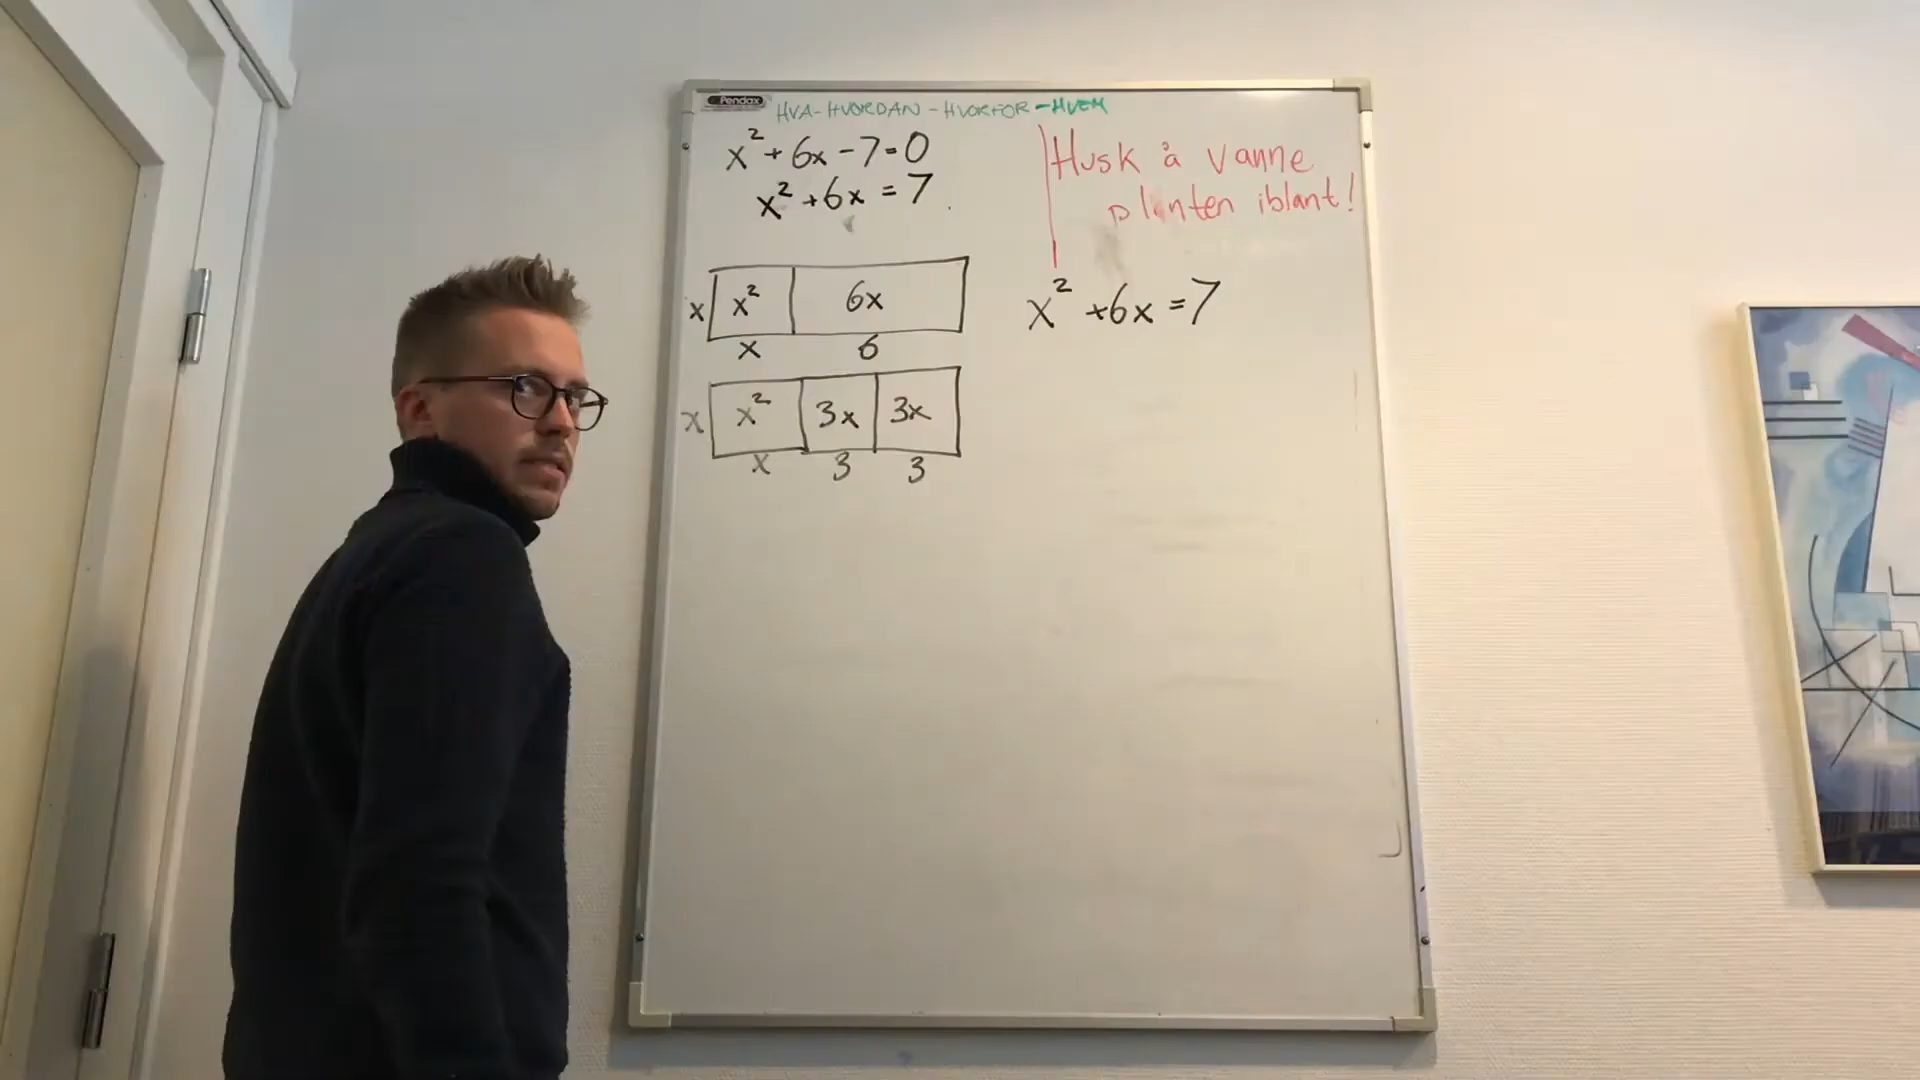 Pendax
HVA-HVORDAN-HVORFOR-HVEM
x² + 6x - 7 = 0
x² + 6x = 7
Husk å vanne
planten iblant!
x x² 6x
x 6
x² + 6x = 7
x x² 3x 3x
x 3 3